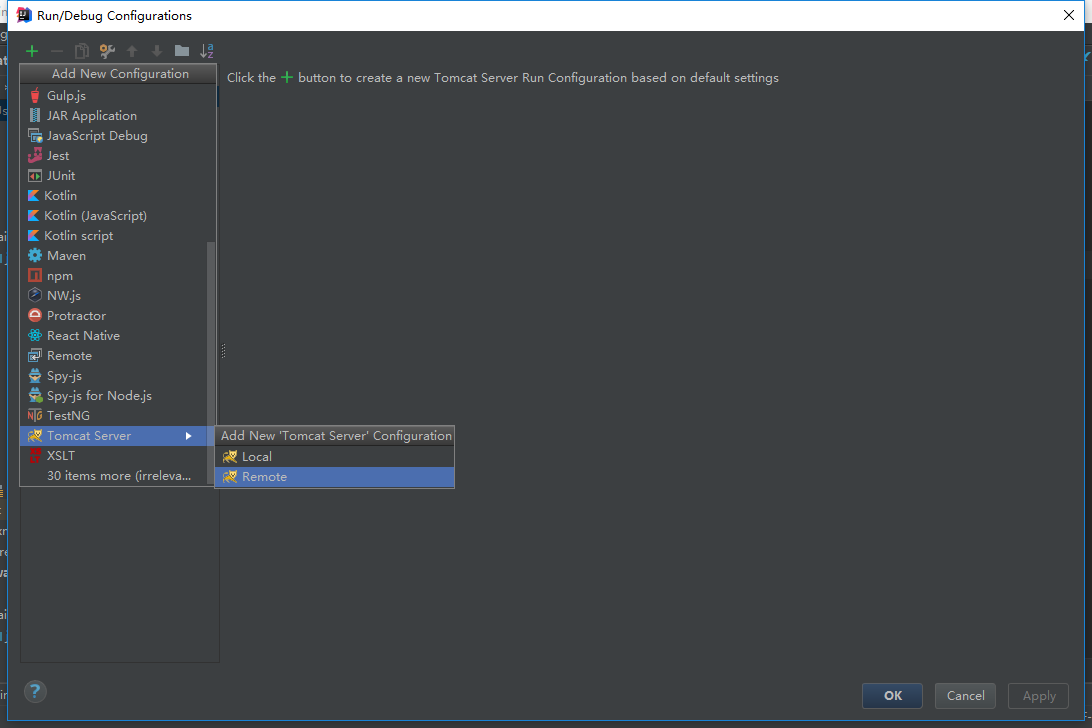 Run/Debug Configurations
Add New Configuration
Click the + button to create a new Tomcat Server Run Configuration based on default settings
Gulp.js
JAR Application
JavaScript Debug
Jest
JUnit
Kotlin
Kotlin (JavaScript)
Kotlin script
Maven
npm
NW.js
Protractor
React Native
Remote
Spy-js
Spy-js for Node.js
TestNG
Tomcat Server
Add New 'Tomcat Server' Configuration
XSLT
Local
30 items more (irreleva...
Remote
?
OK
Cancel
Apply